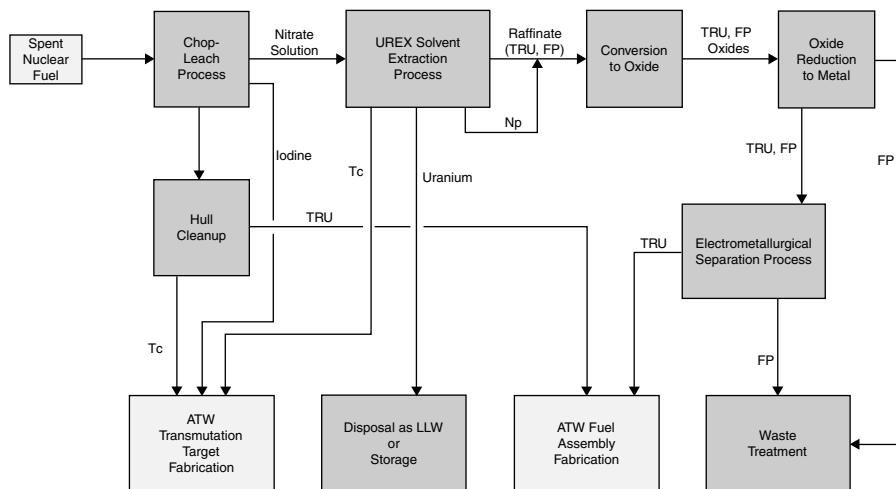 Spent
Nuclear
Fuel
Chop-
Leach
Process
Nitrate
Solution
UREX Solvent
Extraction
Process
Raffinate
(TRU, FP)
Conversion
to Oxide
TRU, FP
Oxides
Oxide
Reduction
to Metal
Np
Iodine
Tc
Uranium
TRU, FP
FP
Hull
Cleanup
TRU
TRU
Electrometallurgical
Separation Process
Tc
FP
ATW
Transmutation
Target
Fabrication
Disposal as LLW
or
Storage
ATW Fuel
Assembly
Fabrication
Waste
Treatment